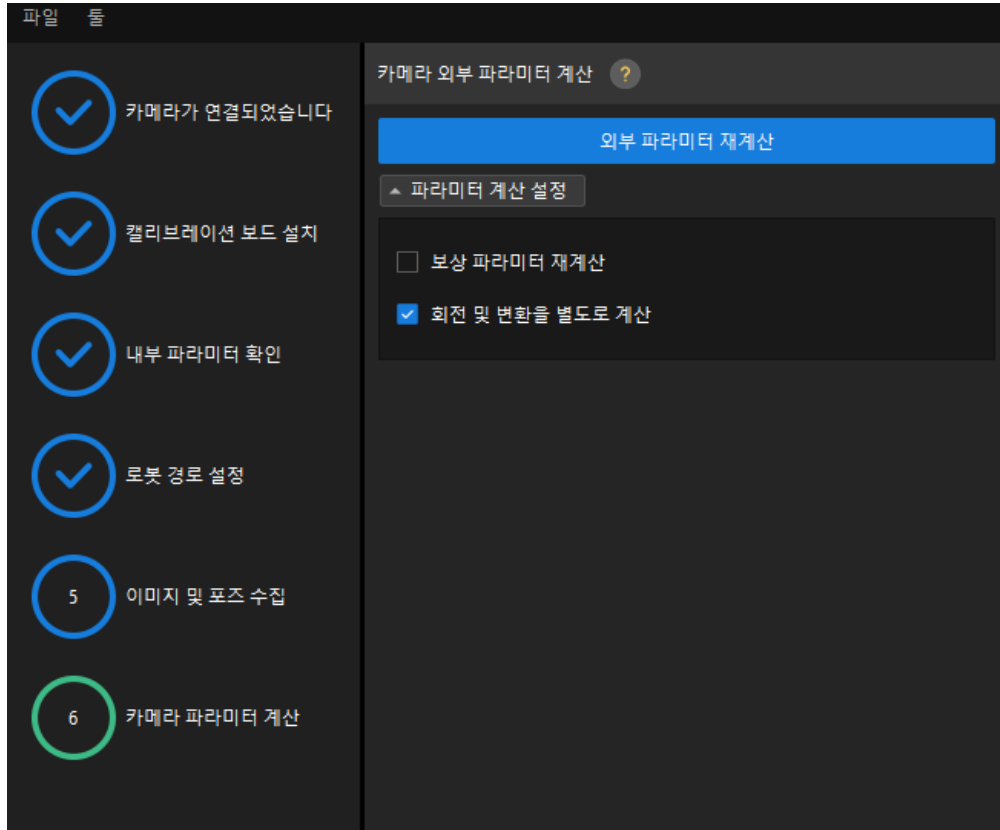 파일 툴
카메라가 연결되었습니다
캘리브레이션 보드 설치
내부 파라미터 확인
로봇 경로 설정
5 이미지 및 포즈 수집
6 카메라 파라미터 계산
카메라 외부 파라미터 계산 ?
외부 파라미터 재계산
파라미터 계산 설정
보상 파라미터 재계산
회전 및 변환을 별도로 계산